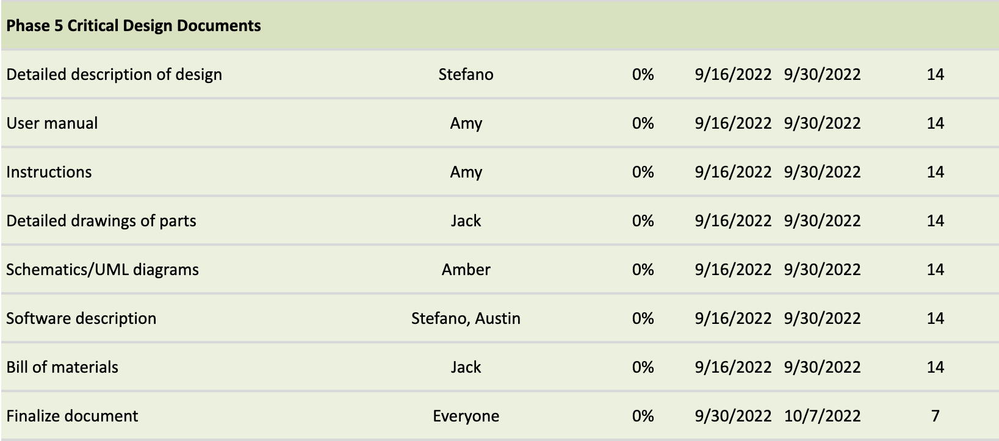 Phase 5 Critical Design Documents
Detailed description of design Stefano 0% 9/16/2022 9/30/2022 14
User manual Amy 0% 9/16/2022 9/30/2022 14
Instructions Amy 0% 9/16/2022 9/30/2022 14
Detailed drawings of parts Jack 0% 9/16/2022 9/30/2022 14
Schematics/UML diagrams Amber 0% 9/16/2022 9/30/2022 14
Software description Stefano, Austin 0% 9/16/2022 9/30/2022 14
Bill of materials Jack 0% 9/16/2022 9/30/2022 14
Finalize document Everyone 0% 9/30/2022 10/7/2022 7